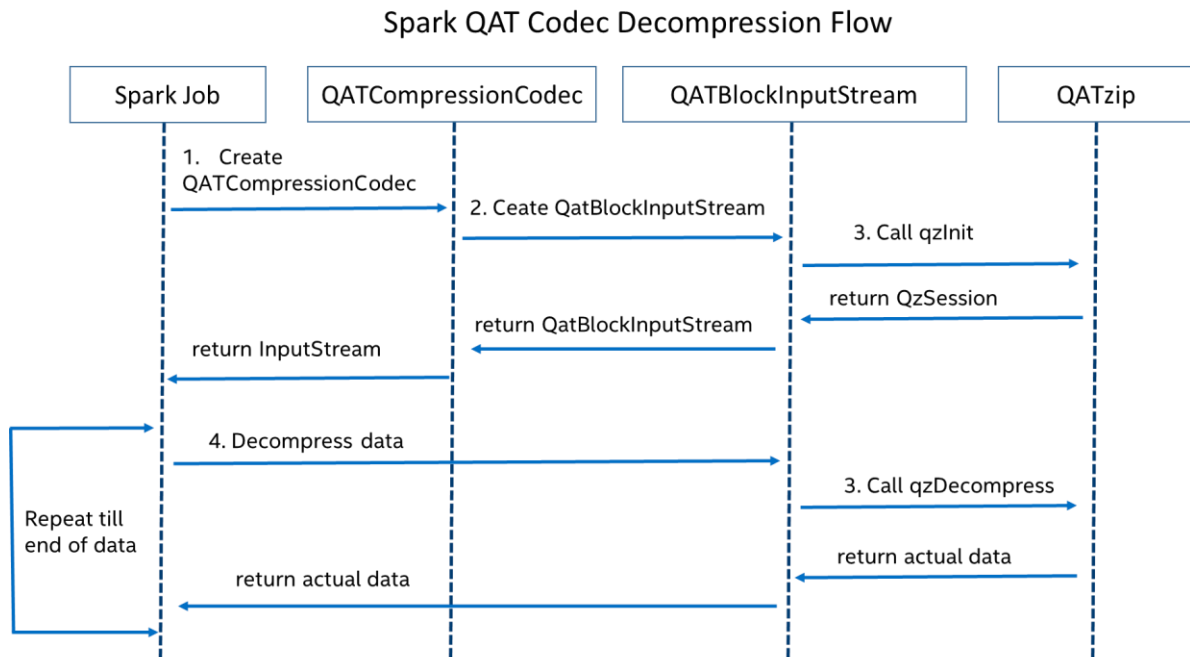 Spark QAT Codec Decompression Flow
Spark Job
QATCompressionCodec
QATBlockInputStream
QATzip
1. Create
QATCompressionCodec
2. Ceate QatBlockInputStream
3. Call qzInit
return QzSession
return QatBlockInputStream
return InputStream
4. Decompress data
3. Call qzDecompress
Repeat till
end of data
return actual data
return actual data